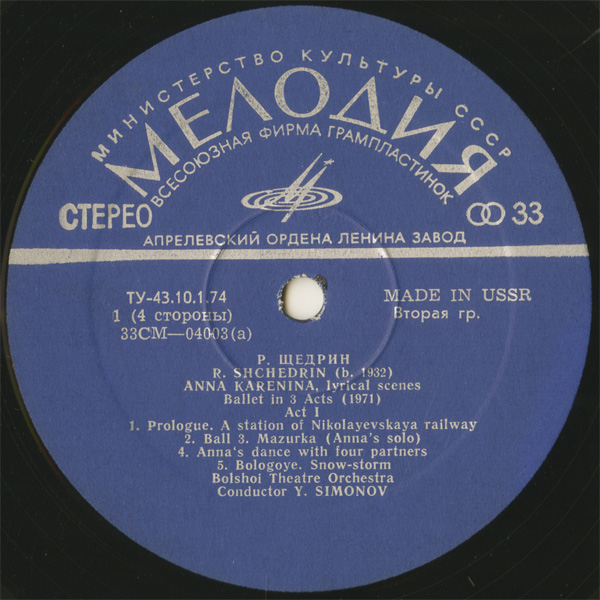 МИНИСТЕРСТВО КУЛЬТУРЫ СССР
МЕЛОДИЯ
ВСЕСОЮЗНАЯ ФИРМА ГРАМПЛАСТИНОК
СТЕРЕО
33
АПРЕЛЕВСКИЙ ОРДЕНА ЛЕНИНА ЗАВОД
ТУ-43.10.1.74
MADE IN USSR
1 (4 стороны)
Вторая гр.
33СМ—04003(а)
Р. ЩЕДРИН
R. SHCHEDRIN (b. 1932)
ANNA KARENINA, lyrical scenes
Ballet in 3 Acts (1971)
Act I
1. Prologue. A station of Nikolayevskaya railway
2. Ball 3. Mazurka (Anna's solo)
4. Anna's dance with four partners
5. Bologoye. Snow-storm
Bolshoi Theatre Orchestra
Conductor Y. SIMONOV